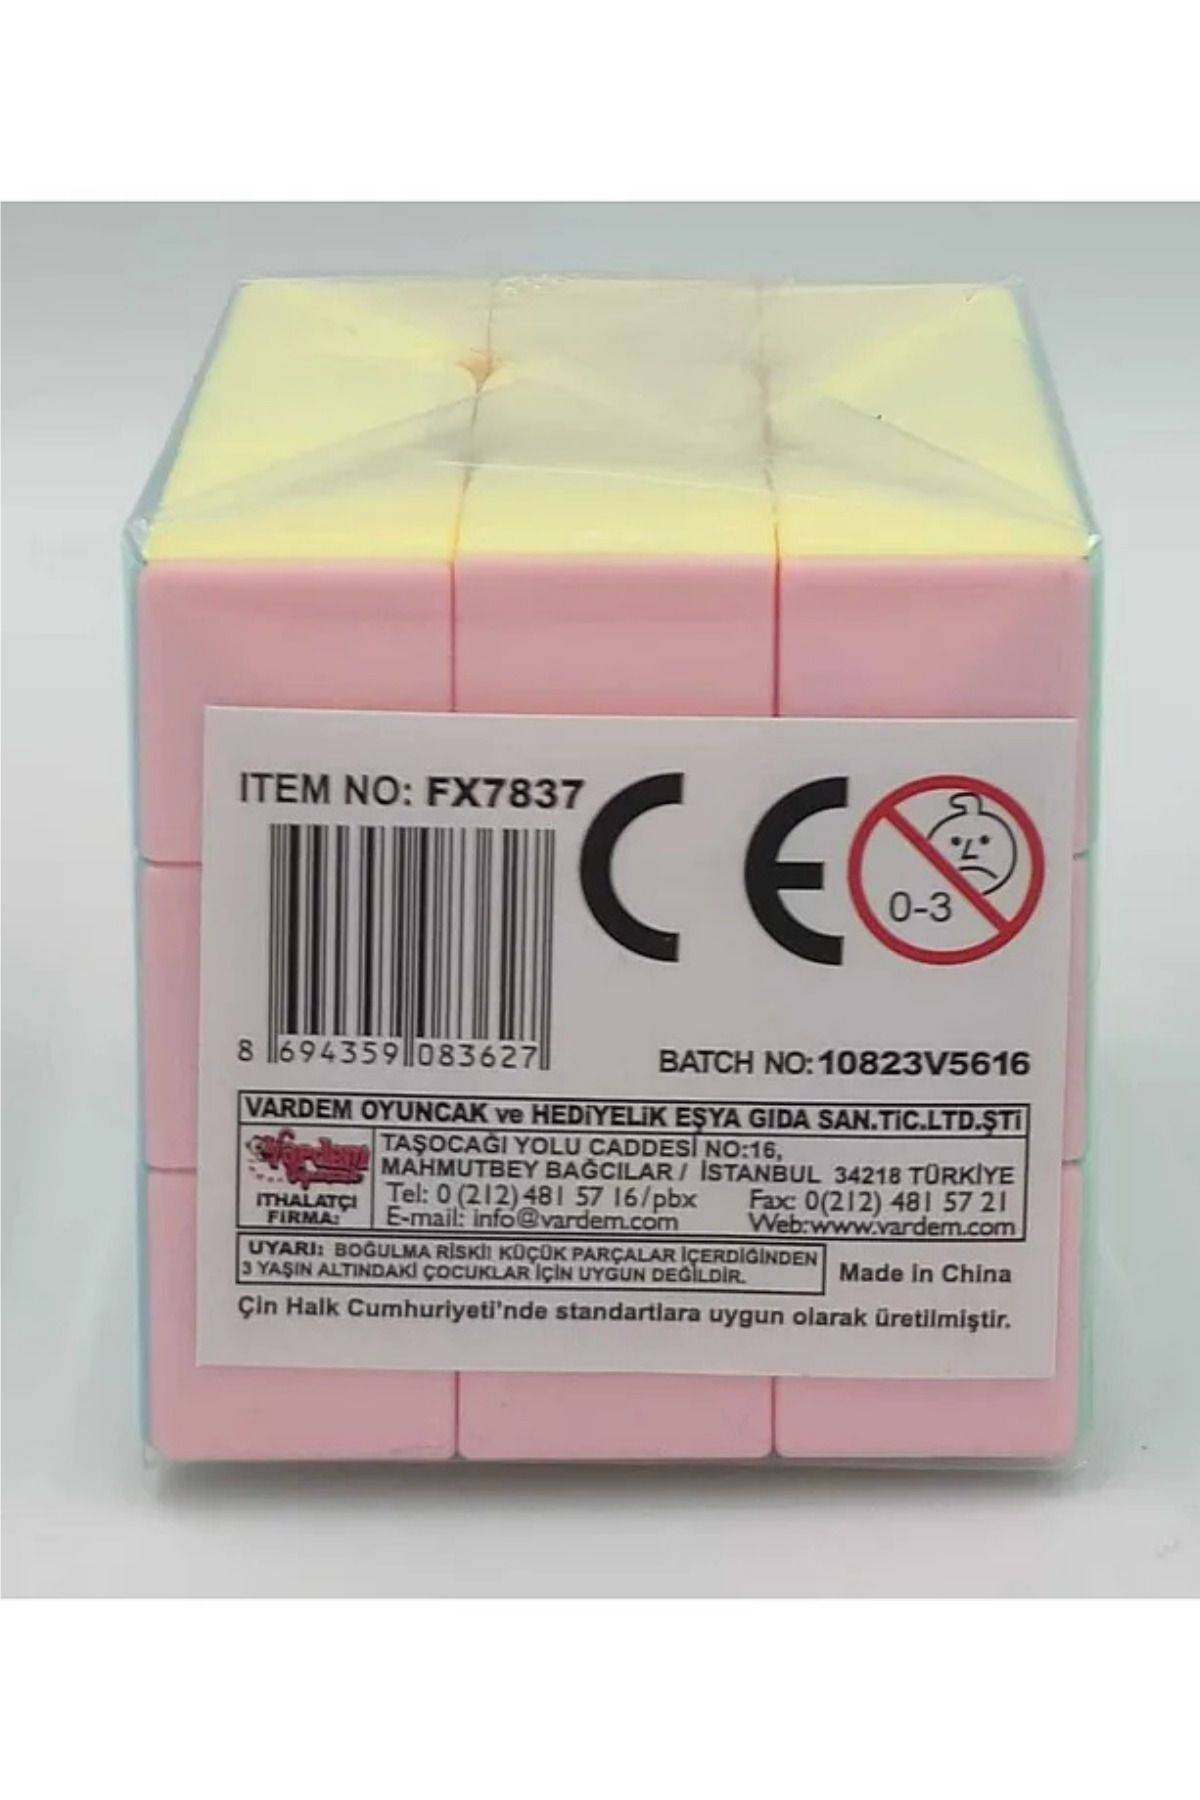 ITEM NO: FX7837
CE
0-3
8 694359 083627
BATCH NO:10823V5616
VARDEM OYUNCAK ve HEDİYELİK EŞYA GIDA SAN.TİC.LTD.ŞTİ
Vardem
İTHALATÇI
FİRMA:
TAŞOCAĞI YOLU CADDESİ NO:16,
MAHMUTBEY BAĞCILAR / İSTANBUL 34218 TÜRKİYE
Tel: 0 (212) 481 57 16/pbx Fax: 0(212) 481 57 21
E-mail: info@vardem.com Web:www.vardem.com
UYARI: BOĞULMA RİSKİ! KÜÇÜK PARÇALAR İÇERDİĞİNDEN
3 YAŞIN ALTINDAKİ ÇOCUKLAR İÇİN UYGUN DEĞİLDİR.
Made in China
Çin Halk Cumhuriyeti'nde standartlara uygun olarak üretilmiştir.